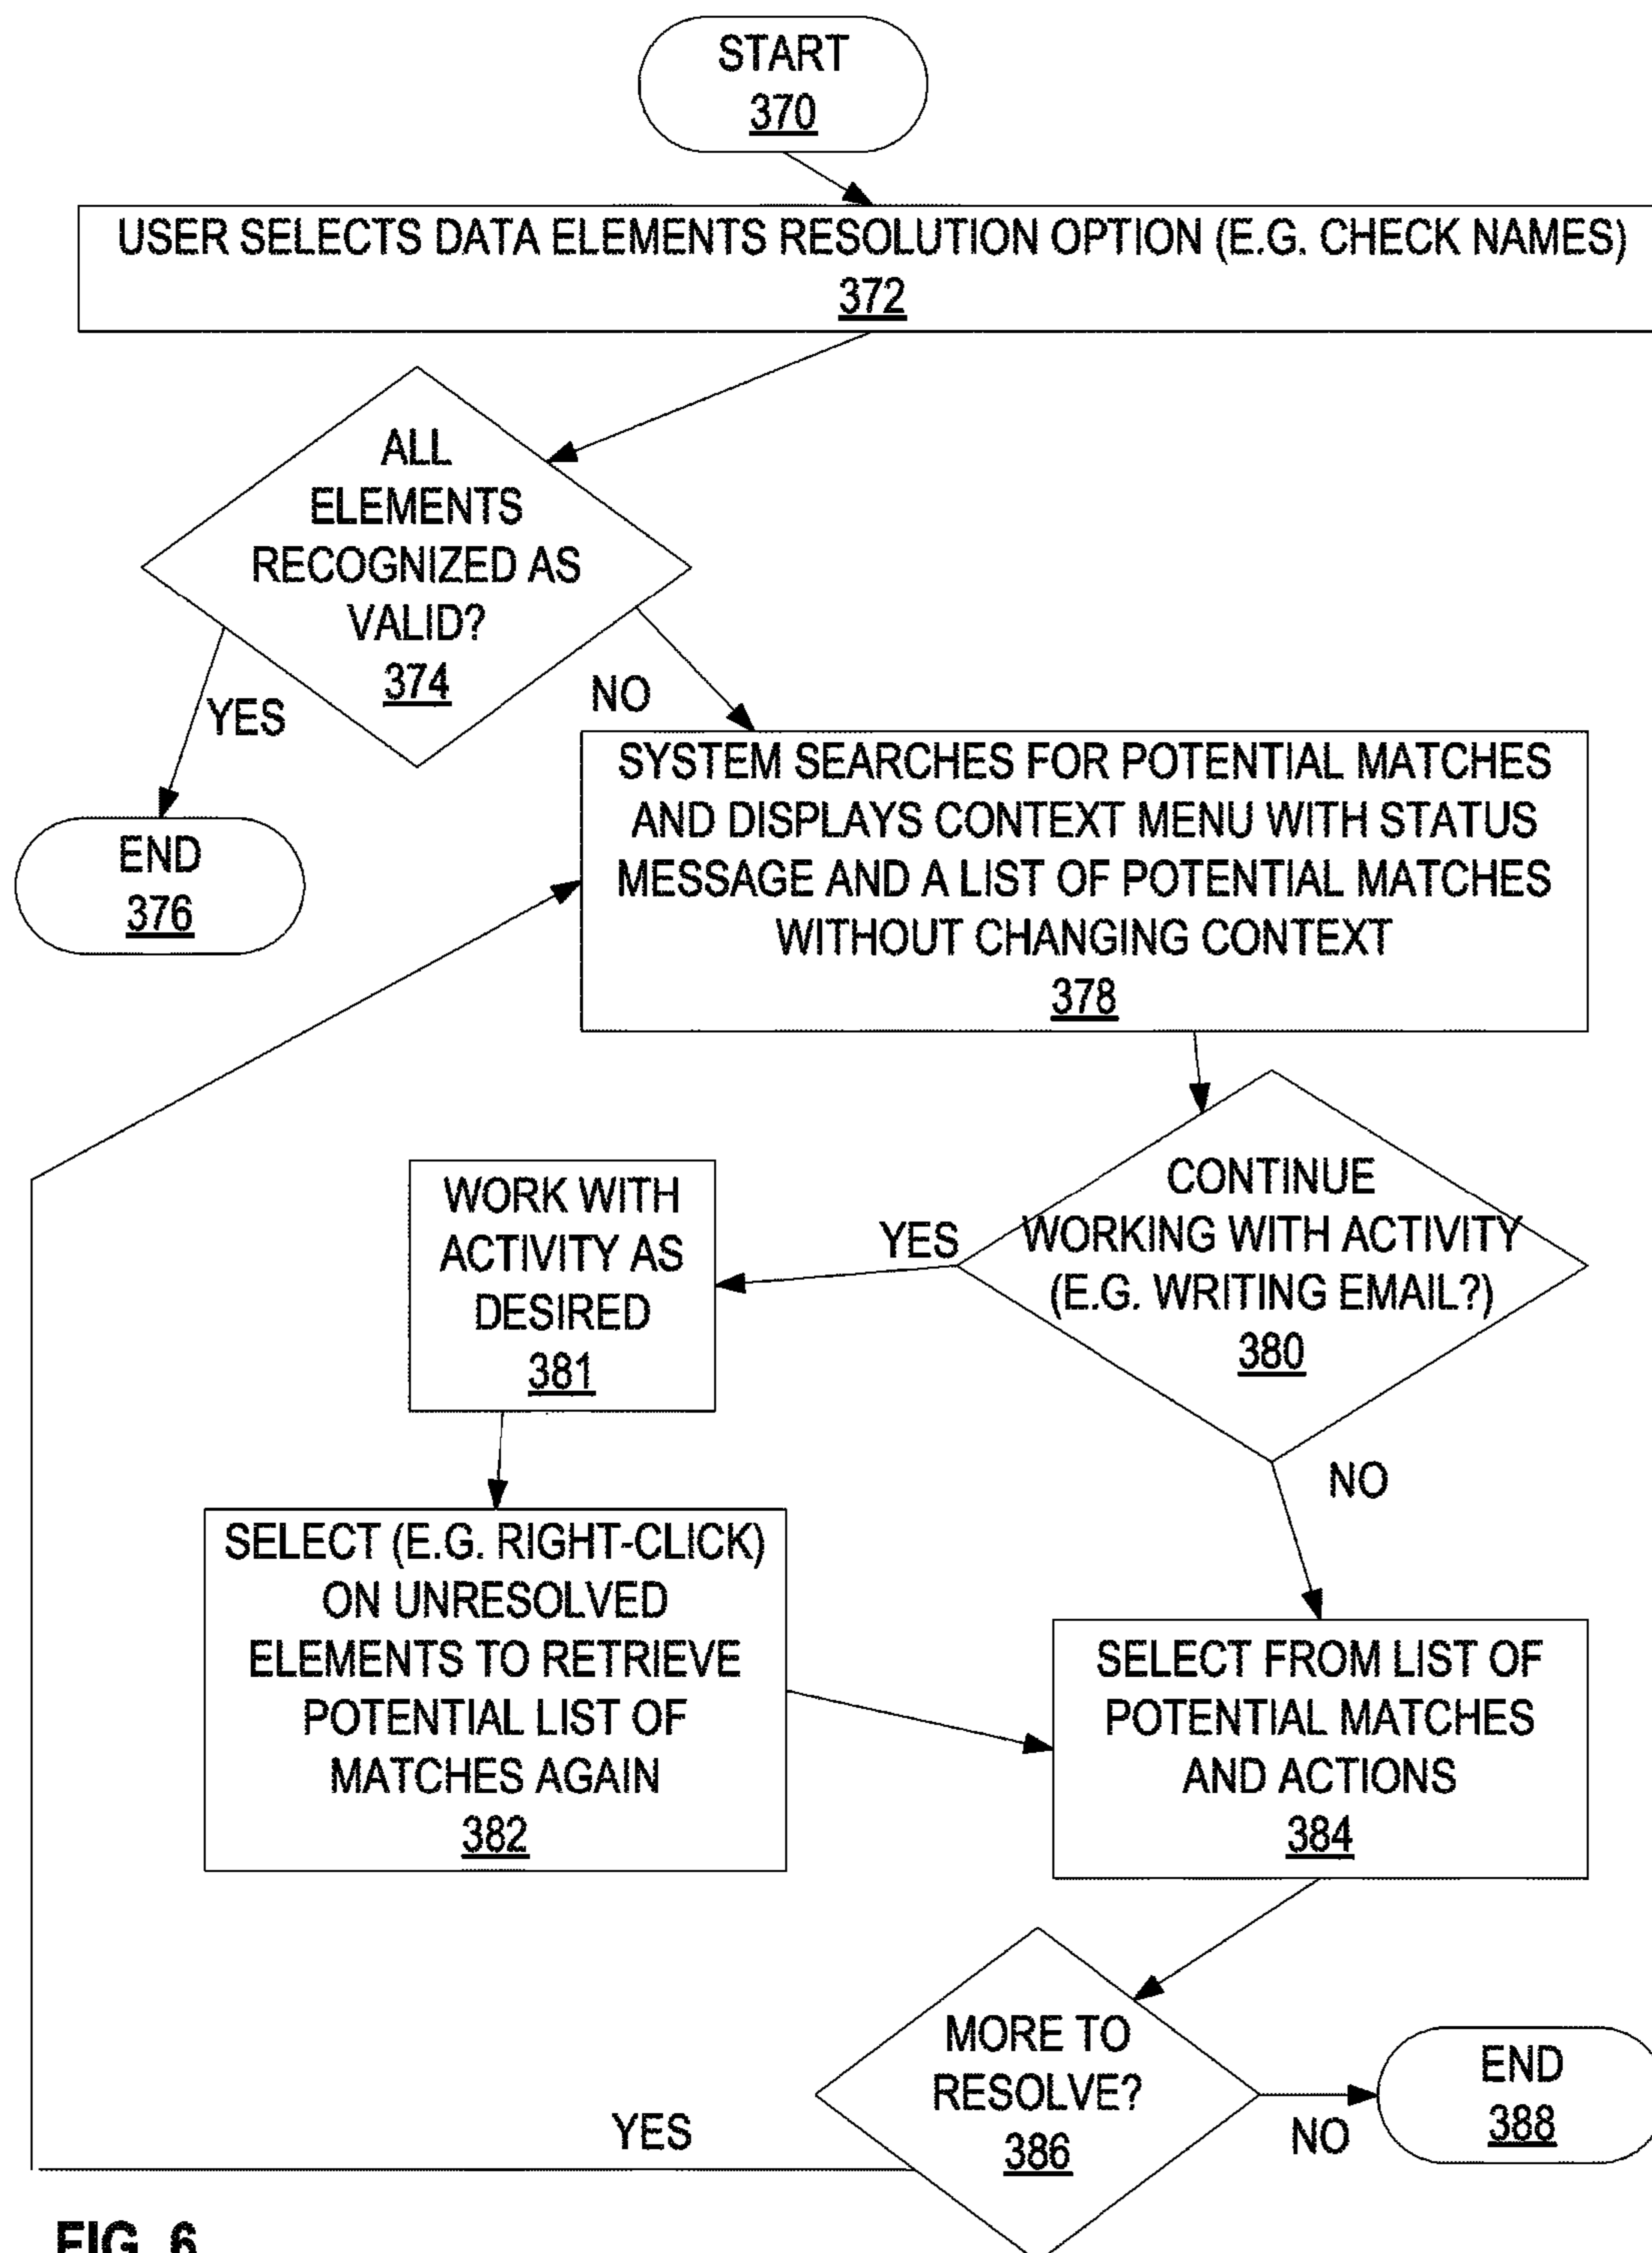 START
370
USER SELECTS DATA ELEMENTS RESOLUTION OPTION (E.G. CHECK NAMES)
372
ALL
ELEMENTS
RECOGNIZED AS
VALID?
374
YES
NO
END
376
SYSTEM SEARCHES FOR POTENTIAL MATCHES
AND DISPLAYS CONTEXT MENU WITH STATUS
MESSAGE AND A LIST OF POTENTIAL MATCHES
WITHOUT CHANGING CONTEXT
378
CONTINUE
WORKING WITH ACTIVITY
(E.G. WRITING EMAIL?)
380
YES
NO
WORK WITH
ACTIVITY AS
DESIRED
381
SELECT (E.G. RIGHT-CLICK)
ON UNRESOLVED
ELEMENTS TO RETRIEVE
POTENTIAL LIST OF
MATCHES AGAIN
382
SELECT FROM LIST OF
POTENTIAL MATCHES
AND ACTIONS
384
MORE TO
RESOLVE?
386
YES
NO
END
388
FIG. 6